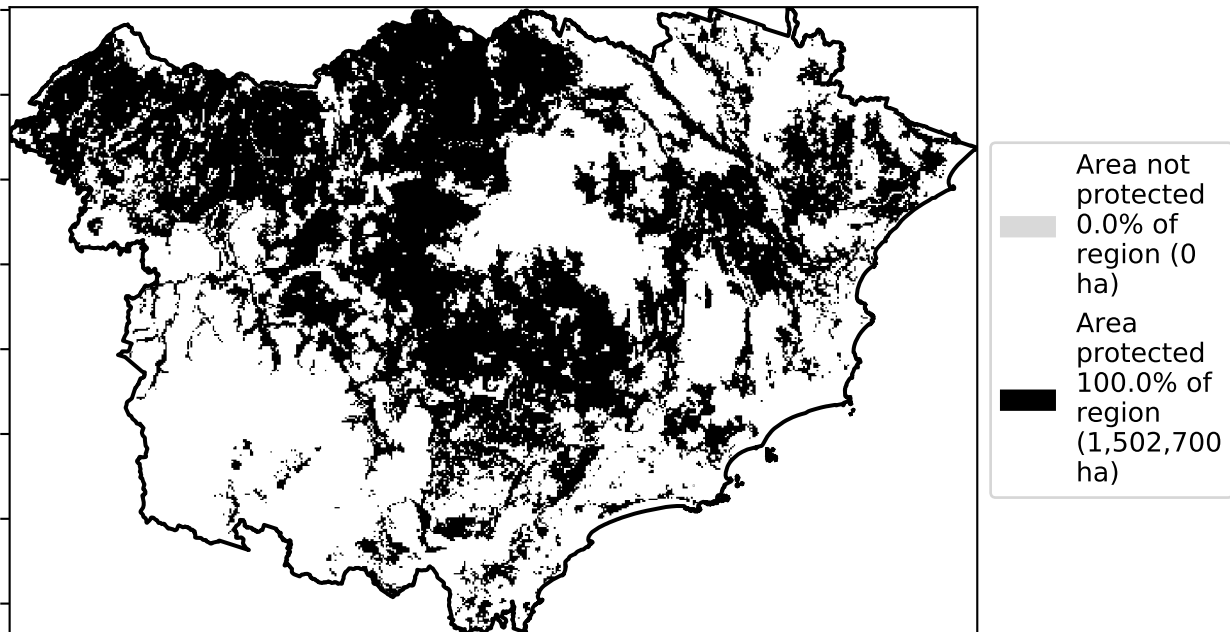 Area not
protected
0.0% of
region (0
ha)
Area
protected
100.0% of
region
(1,502,700
ha)